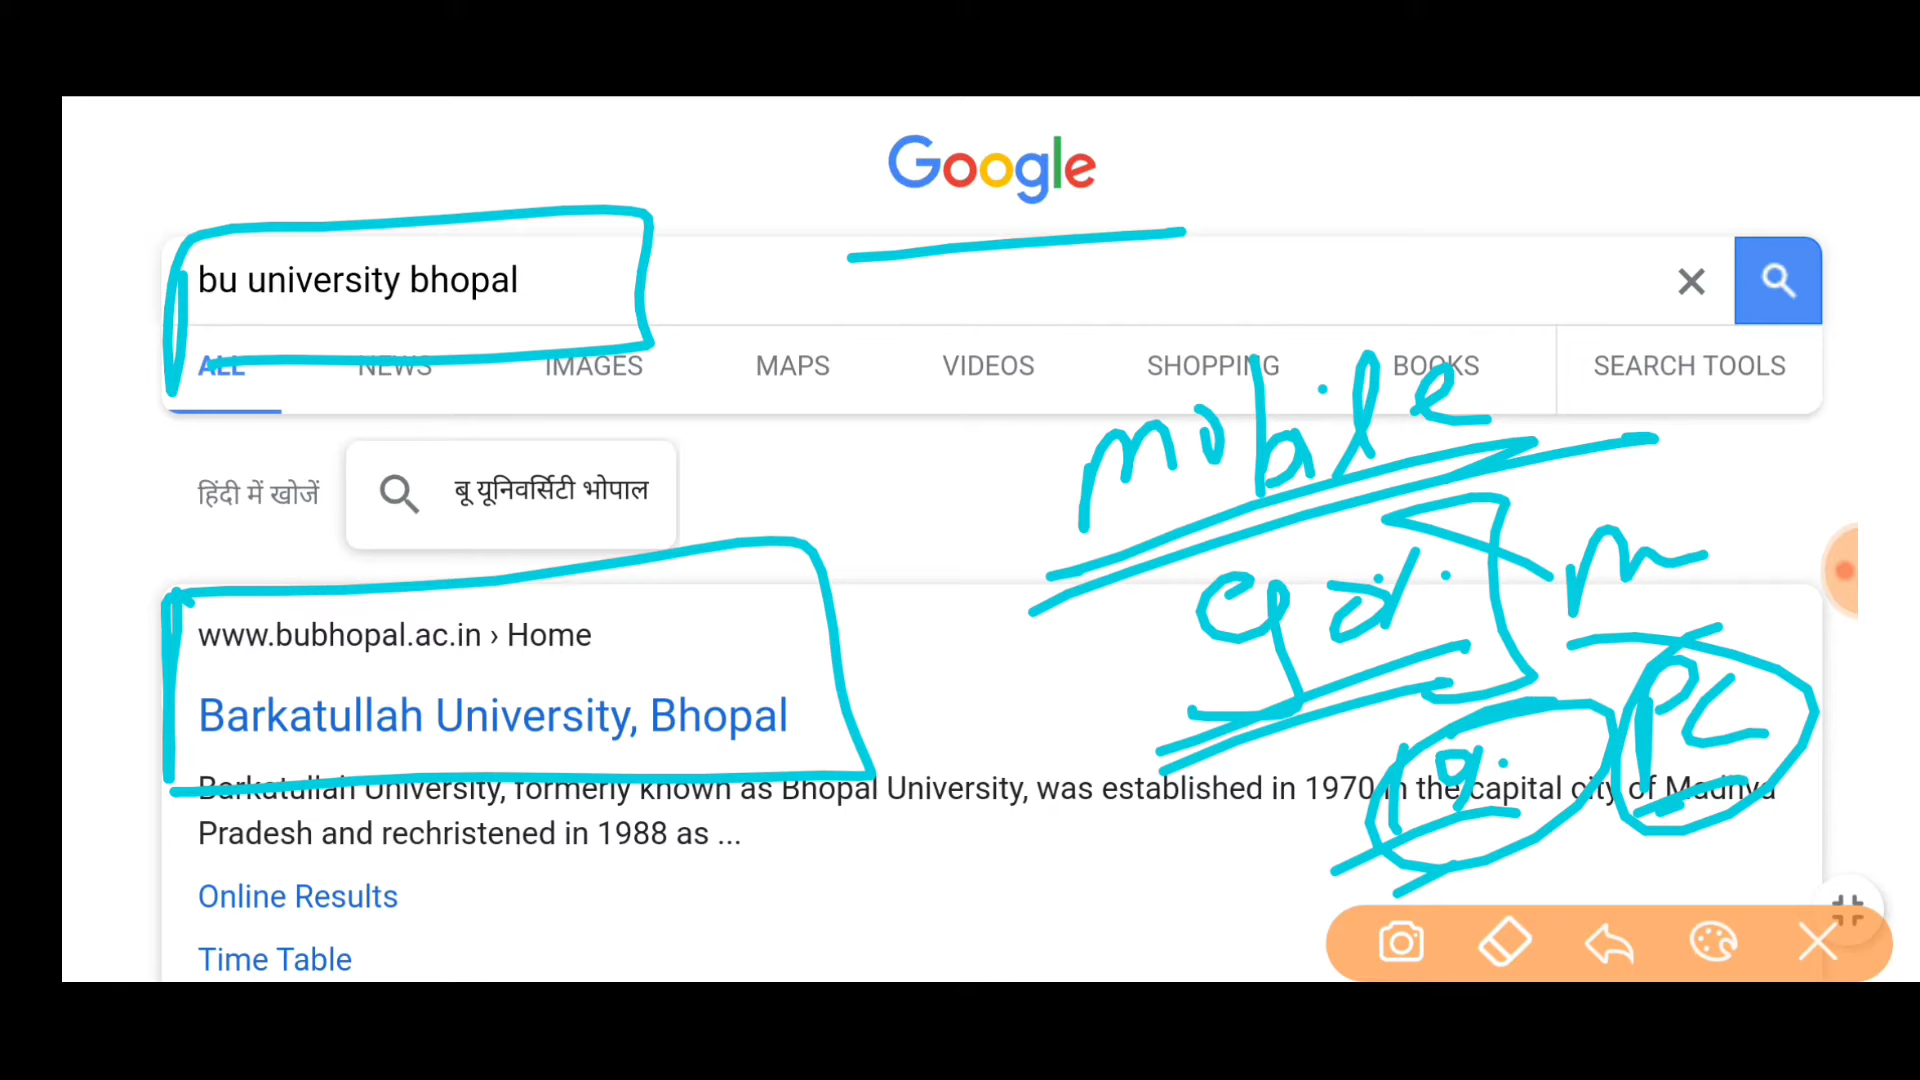 Google
bu university bhopal
ALL NEWS IMAGES MAPS VIDEOS SHOPPING BOOKS SEARCH TOOLS
mobile
हिंदी में खोजें बू यूनिवर्सिटी भोपाल
www.bubhopal.ac.in › Home
Barkatullah University, Bhopal
PC
Barkatullah University, formerly known as Bhopal University, was established in 1970 in the capital city of Madhya
Pradesh and rechristened in 1988 as ...
Online Results
Time Table